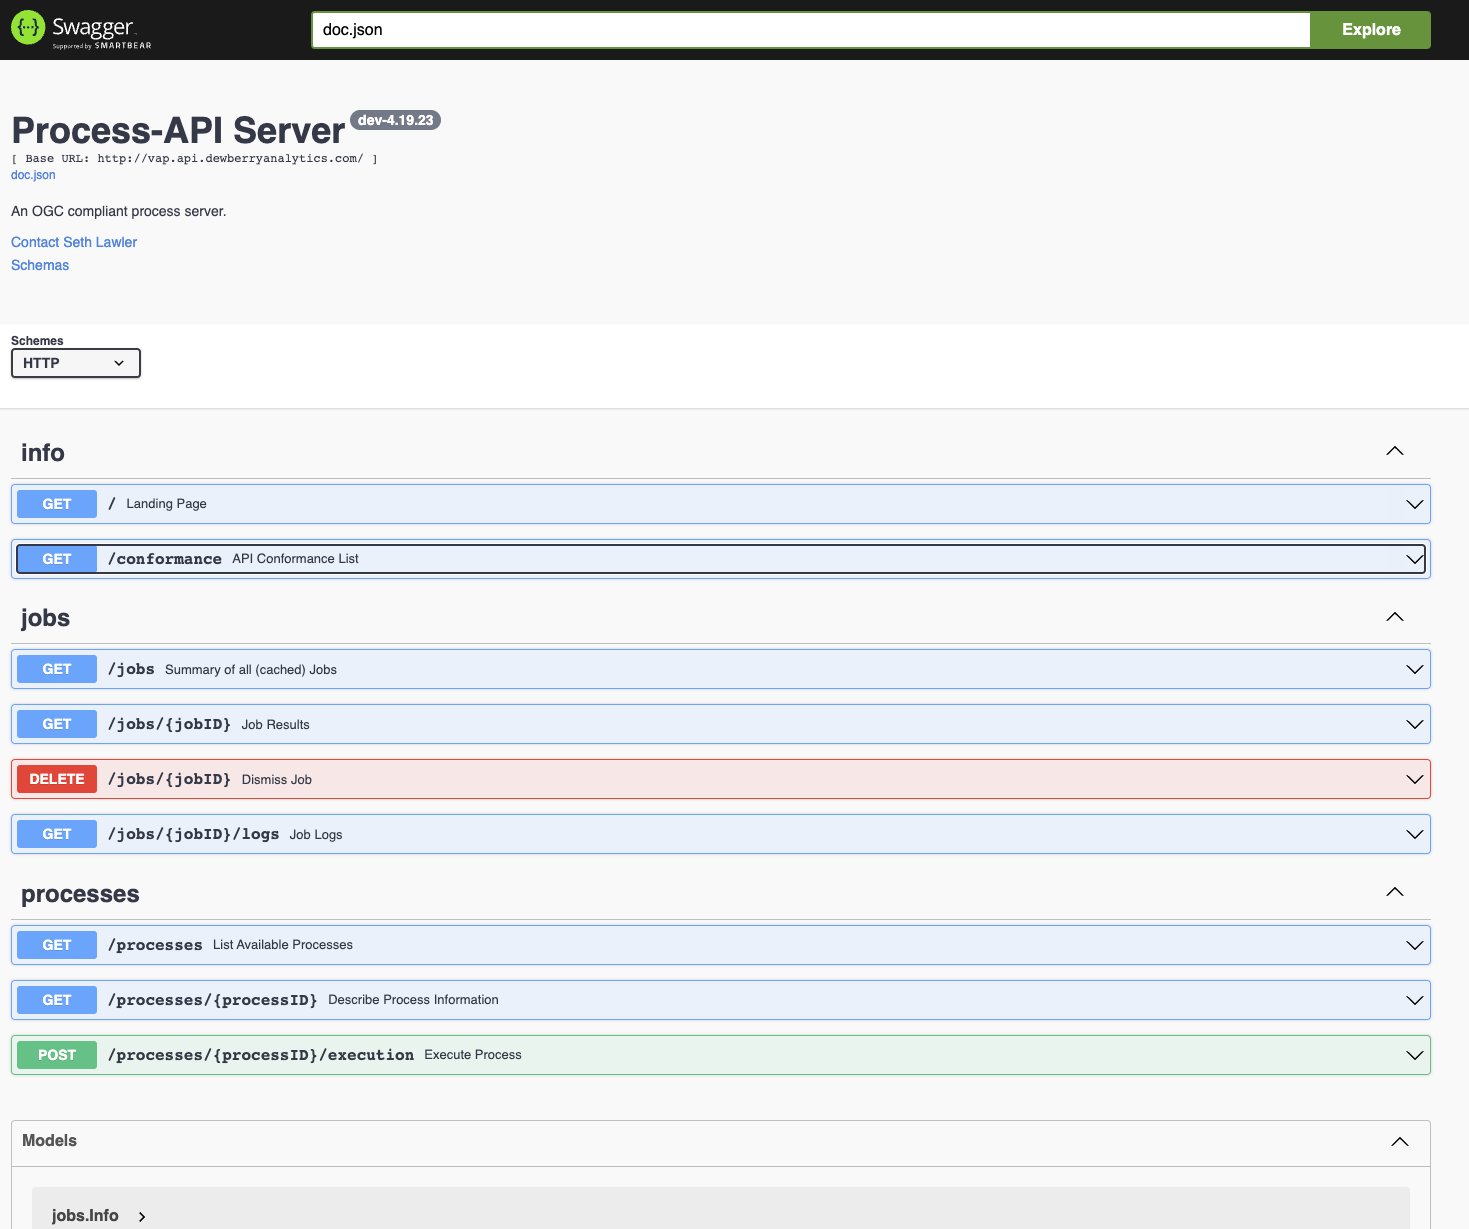 Swagger
Supported by SMARTBEAR
doc.json
Explore
Process-API Server dev-4.19.23
[ Base URL: http://vap.api.dewberryanalytics.com/ ]
doc.json
An OGC compliant process server.
Contact Seth Lawler
Schemas
Schemes
HTTP
info
GET / Landing Page
GET /conformance API Conformance List
jobs
GET /jobs Summary of all (cached) Jobs
GET /jobs/{jobID} Job Results
DELETE /jobs/{jobID} Dismiss Job
GET /jobs/{jobID}/logs Job Logs
processes
GET /processes List Available Processes
GET /processes/{processID} Describe Process Information
POST /processes/{processID}/execution Execute Process
Models
jobs.Info